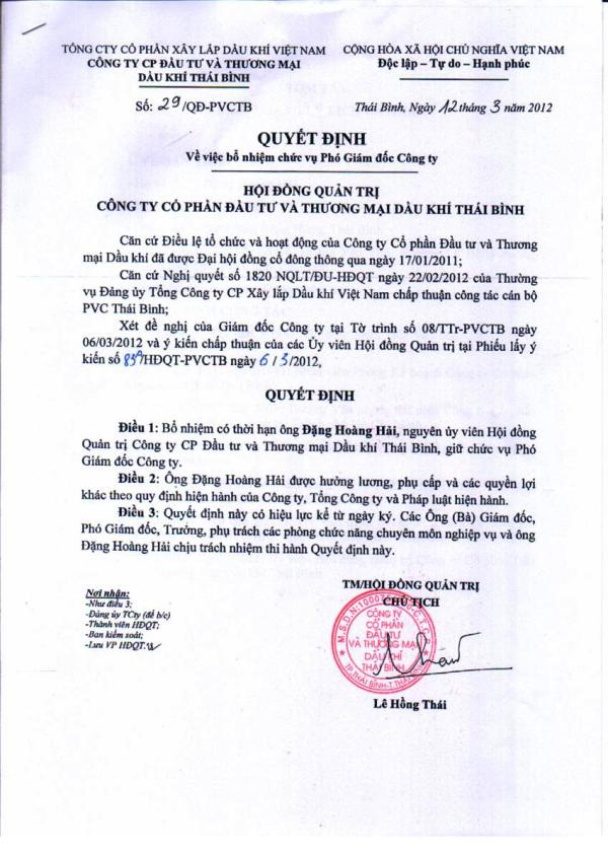 TỔNG CTY CỔ PHẦN XÂY LẮP DẦU KHÍ VIỆT NAM
CÔNG TY CP ĐẦU TƯ VÀ THƯƠNG MẠI
DẦU KHÍ THÁI BÌNH
Số: 29/QĐ-PVCTB
CỘNG HÒA XÃ HỘI CHỦ NGHĨA VIỆT NAM
Độc lập – Tự do – Hạnh phúc
Thái Bình, Ngày 12 tháng 3 năm 2012
QUYẾT ĐỊNH
Về việc bổ nhiệm chức vụ Phó Giám đốc Công ty
HỘI ĐỒNG QUẢN TRỊ
CÔNG TY CỔ PHẦN ĐẦU TƯ VÀ THƯƠNG MẠI DẦU KHÍ THÁI BÌNH
Căn cứ Điều lệ tổ chức và hoạt động của Công ty Cổ phần Đầu tư và Thương
mại Dầu khí đã được Đại hội đồng cổ đông thông qua ngày 17/01/2011;
Căn cứ Nghị quyết số 1820 NQLT/ĐU-HĐQT ngày 22/02/2012 của Thường
vụ Đảng ủy Tổng Công ty CP Xây lắp Dầu khí Việt Nam chấp thuận công tác cán bộ
PVC Thái Bình;
Xét đề nghị của Giám đốc Công ty tại Tờ trình số 08/TTr-PVCTB ngày
06/03/2012 và ý kiến chấp thuận của các Ủy viên Hội đồng Quản trị tại Phiếu lấy ý
kiến số /HĐQT-PVCTB ngày 6/3/2012,
QUYẾT ĐỊNH
Điều 1: Bổ nhiệm có thời hạn ông Đặng Hoàng Hải, nguyên ủy viên Hội đồng
Quản trị Công ty CP Đầu tư và Thương mại Dầu khí Thái Bình, giữ chức vụ Phó
Giám đốc Công ty.
Điều 2: Ông Đặng Hoàng Hải được hưởng lương, phụ cấp và các quyền lợi
khác theo quy định hiện hành của Công ty, Tổng Công ty và Pháp luật hiện hành.
Điều 3: Quyết định này có hiệu lực kể từ ngày ký. Các Ông (Bà) Giám đốc,
Phó Giám đốc, Trưởng, phụ trách các phòng chức năng chuyên môn nghiệp vụ và ông
Đặng Hoàng Hải chịu trách nhiệm thi hành Quyết định này.
Nơi nhận:
-Như điều 3;
-Đảng ủy TCty (để b/c)
-Thành viên HĐQT;
-Ban kiểm soát;
-Lưu VP HĐQT.
TM/HỘI ĐỒNG QUẢN TRỊ
CHỦ TỊCH
CÔNG TY
CỔ PHẦN
ĐẦU TƯ
VÀ THƯƠNG MẠI
DẦU KHÍ
THÁI BÌNH
Lê Hồng Thái